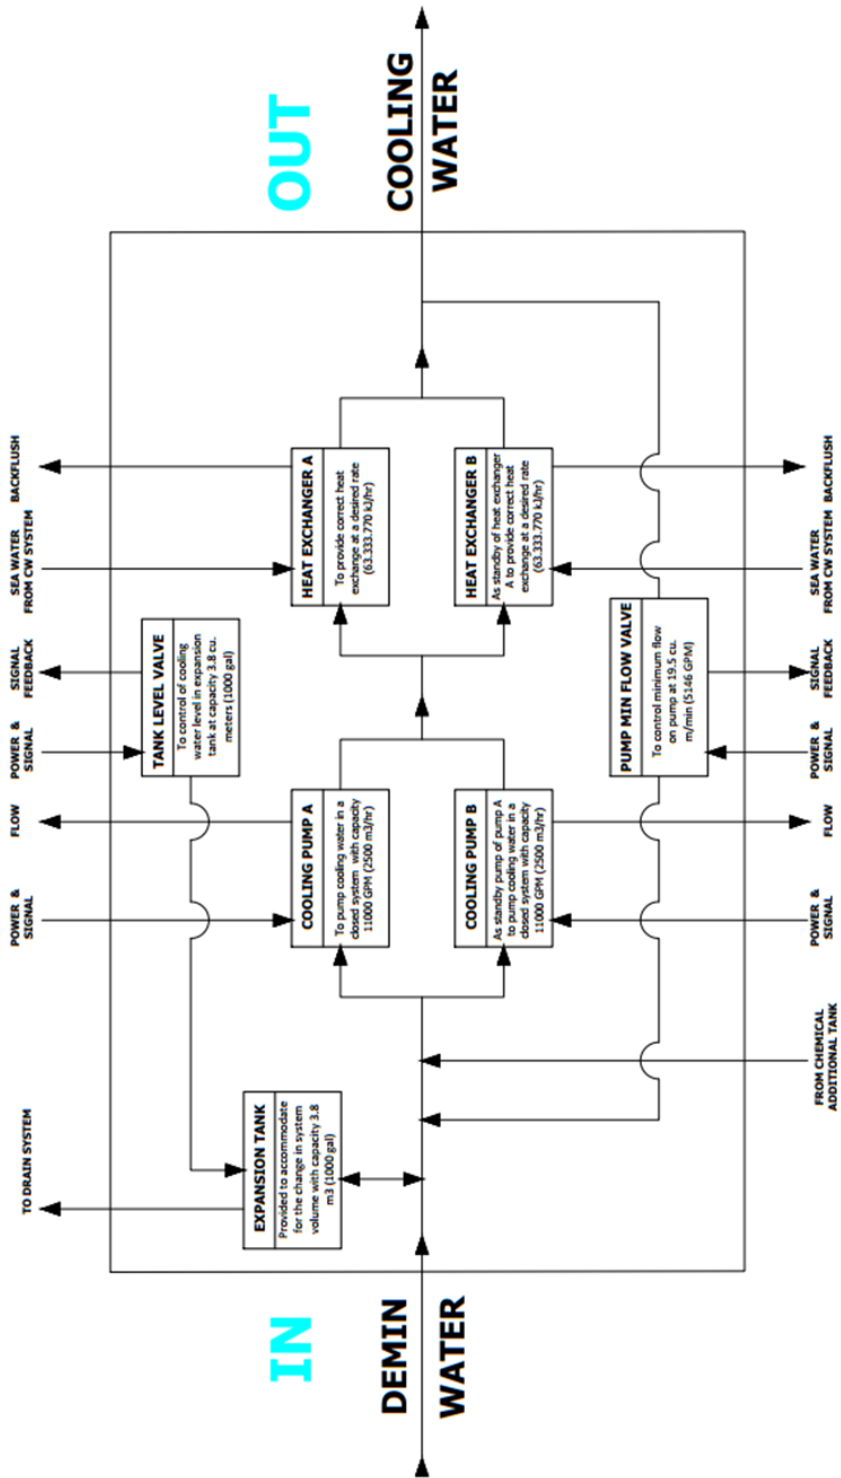 IN
DEMIN
WATER
OUT
COOLING
WATER
TO DRAIN SYSTEM
POWER &
SIGNAL
FLOW
POWER &
SIGNAL
SIGNAL
FEEDBACK
SEA WATER
FROM CW SYSTEM
BACKFLUSH
EXPANSION TANK
Provided to accommodate
for the change in system
volume with capacity 3.8
m3 (1000 gal)
TANK LEVEL VALVE
To control of cooling
water level in expansion
tank at capacity 3.8 cu.
meters (1000 gal)
COOLING PUMP A
To pump cooling water in a
closed system with capacity
11000 GPM (2500 m3/hr)
HEAT EXCHANGER A
To provide correct heat
exchange at a desired rate
(63.333.770 kJ/hr)
COOLING PUMP B
As standby pump of pump A
to pump cooling water in a
closed system with capacity
11000 GPM (2500 m3/hr)
HEAT EXCHANGER B
As standby of heat exchanger
A to provide correct heat
exchange at a desired rate
(63.333.770 kJ/hr)
PUMP MIN FLOW VALVE
To control minimum flow
on pump at 19.5 cu.
m/min (5146 GPM)
FROM CHEMICAL
ADDITIONAL TANK
POWER &
SIGNAL
FLOW
POWER &
SIGNAL
SIGNAL
FEEDBACK
SEA WATER
FROM CW SYSTEM
BACKFLUSH